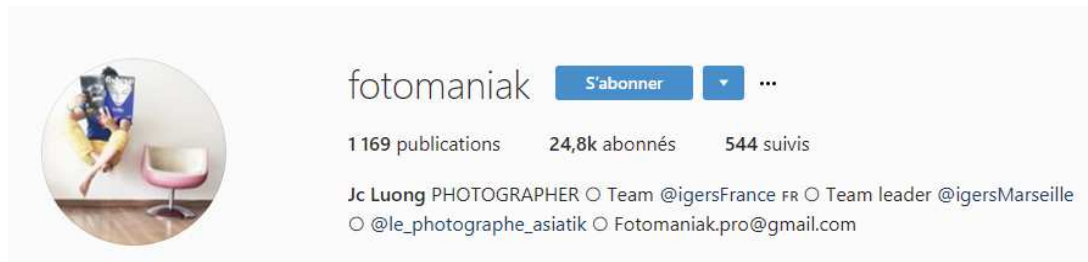 fotomaniak S'abonner ...
1 169 publications 24,8k abonnés 544 suivis
Jc Luong PHOTOGRAPHER O Team @igersFrance FR O Team leader @igersMarseille
O @le_photographe_asiatik O Fotomaniak.pro@gmail.com